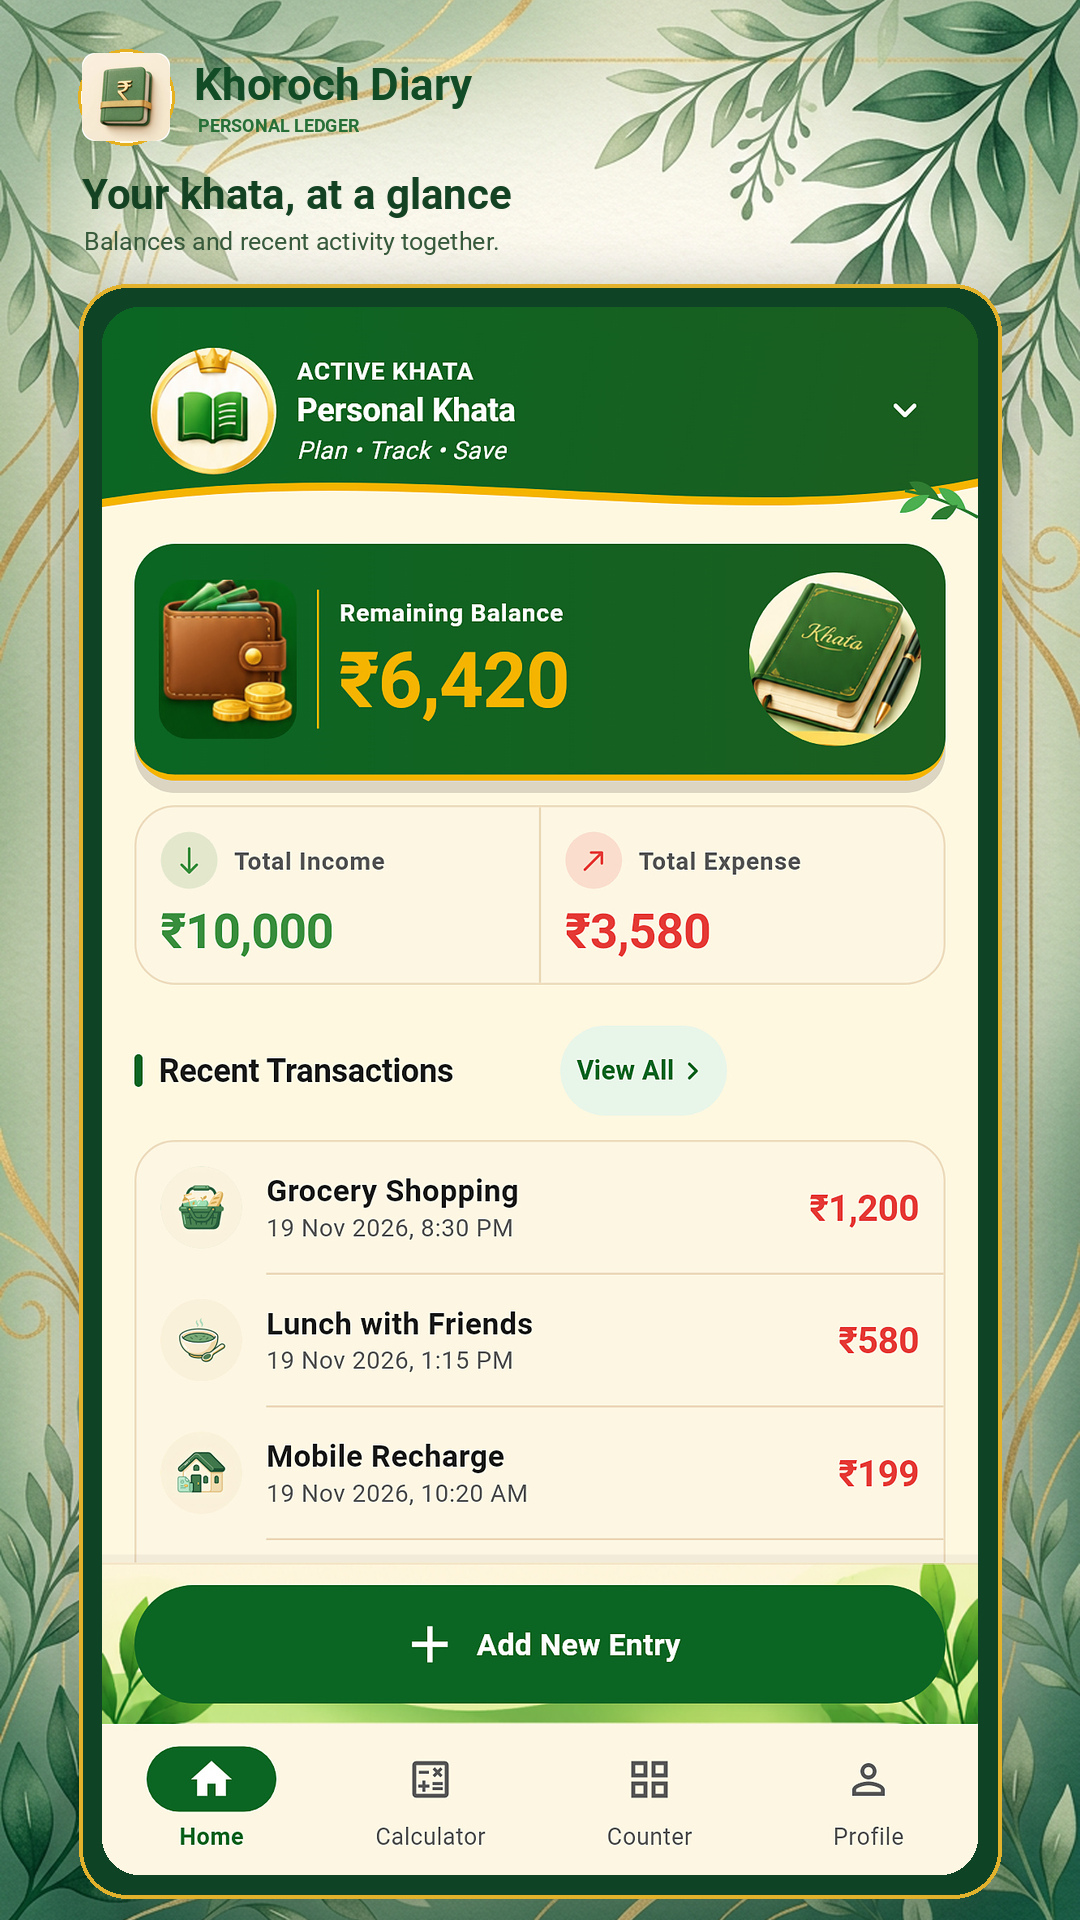 ₹
Khoroch Diary
PERSONAL LEDGER
Your khata, at a glance
Balances and recent activity together.
ACTIVE KHATA
Personal Khata
Plan • Track • Save
Remaining Balance
₹6,420
Khata
Total Income
₹10,000
Total Expense
₹3,580
Recent Transactions
View All
Grocery Shopping
19 Nov 2026, 8:30 PM
₹1,200
Lunch with Friends
19 Nov 2026, 1:15 PM
₹580
Mobile Recharge
19 Nov 2026, 10:20 AM
₹199
Add New Entry
Home
Calculator
Counter
Profile